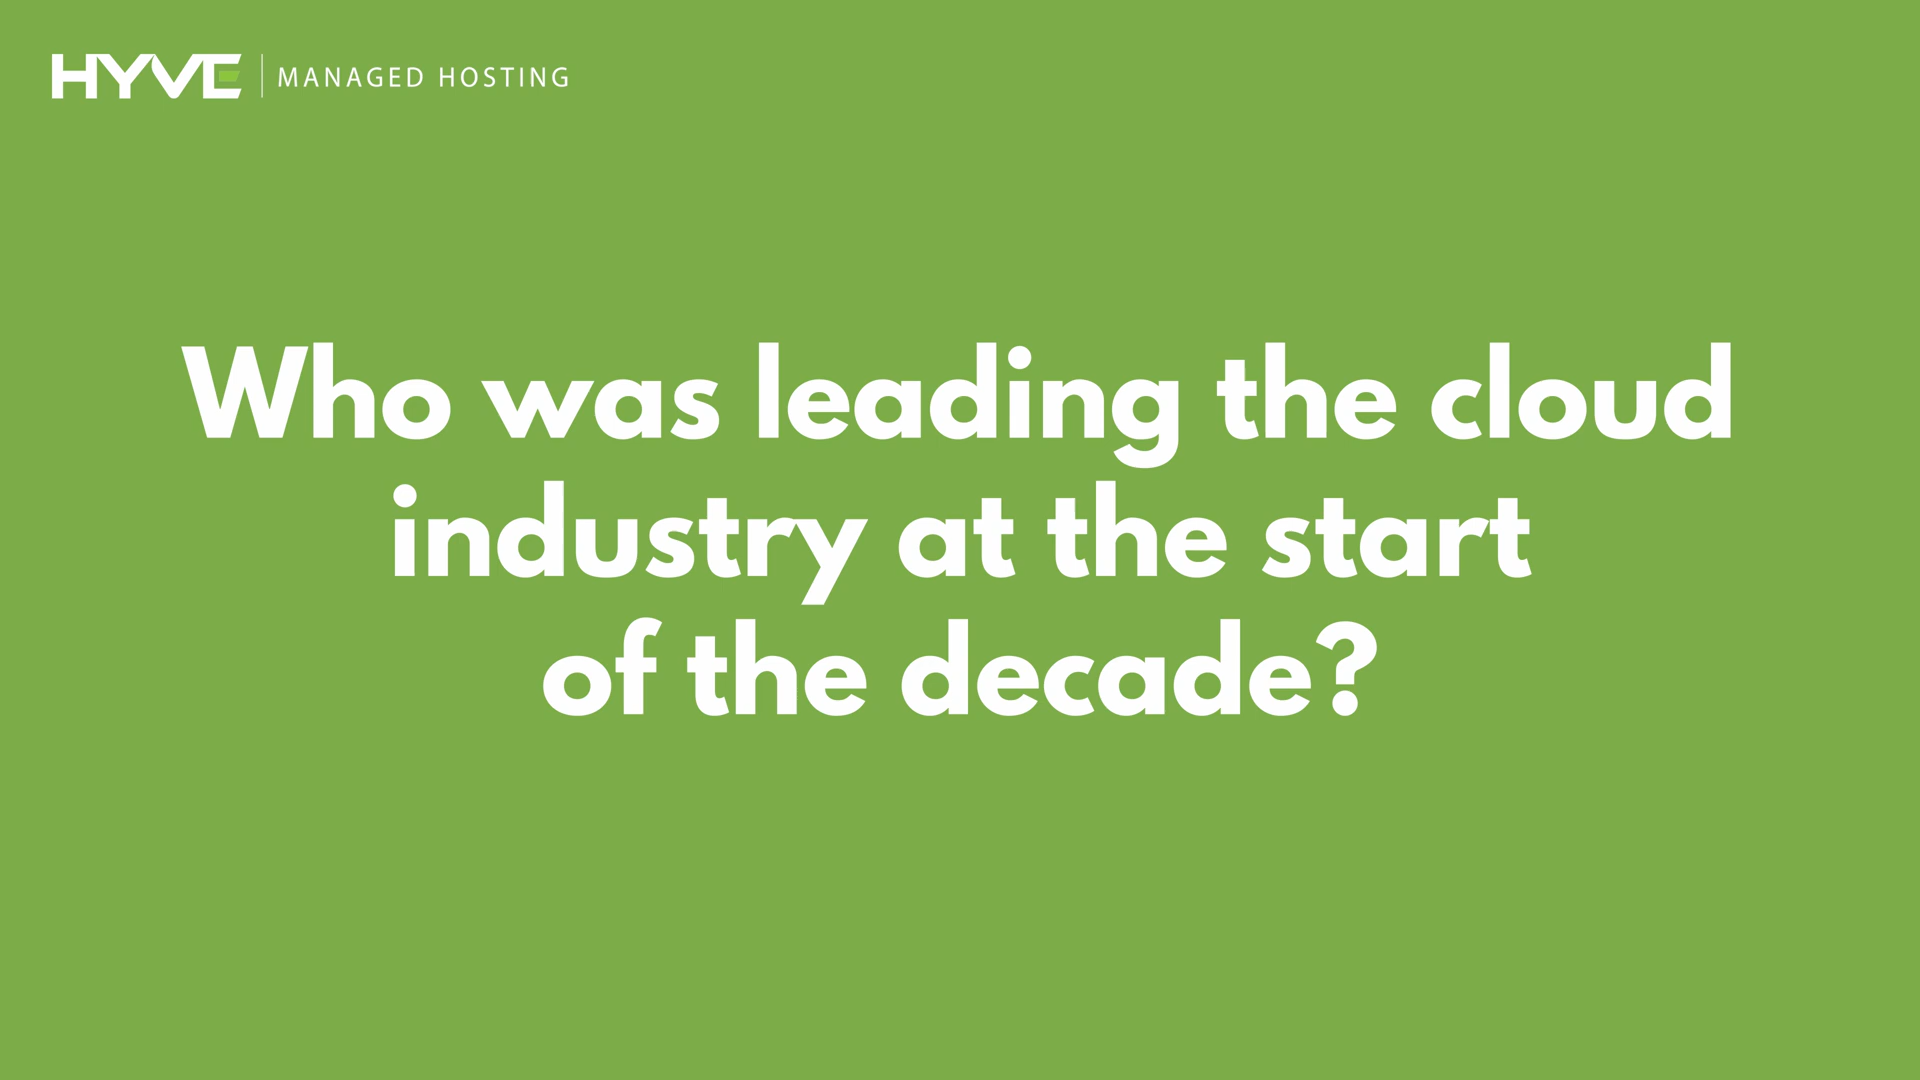 HYVE | MANAGED HOSTING
Who was leading the cloud
industry at the start
of the decade?